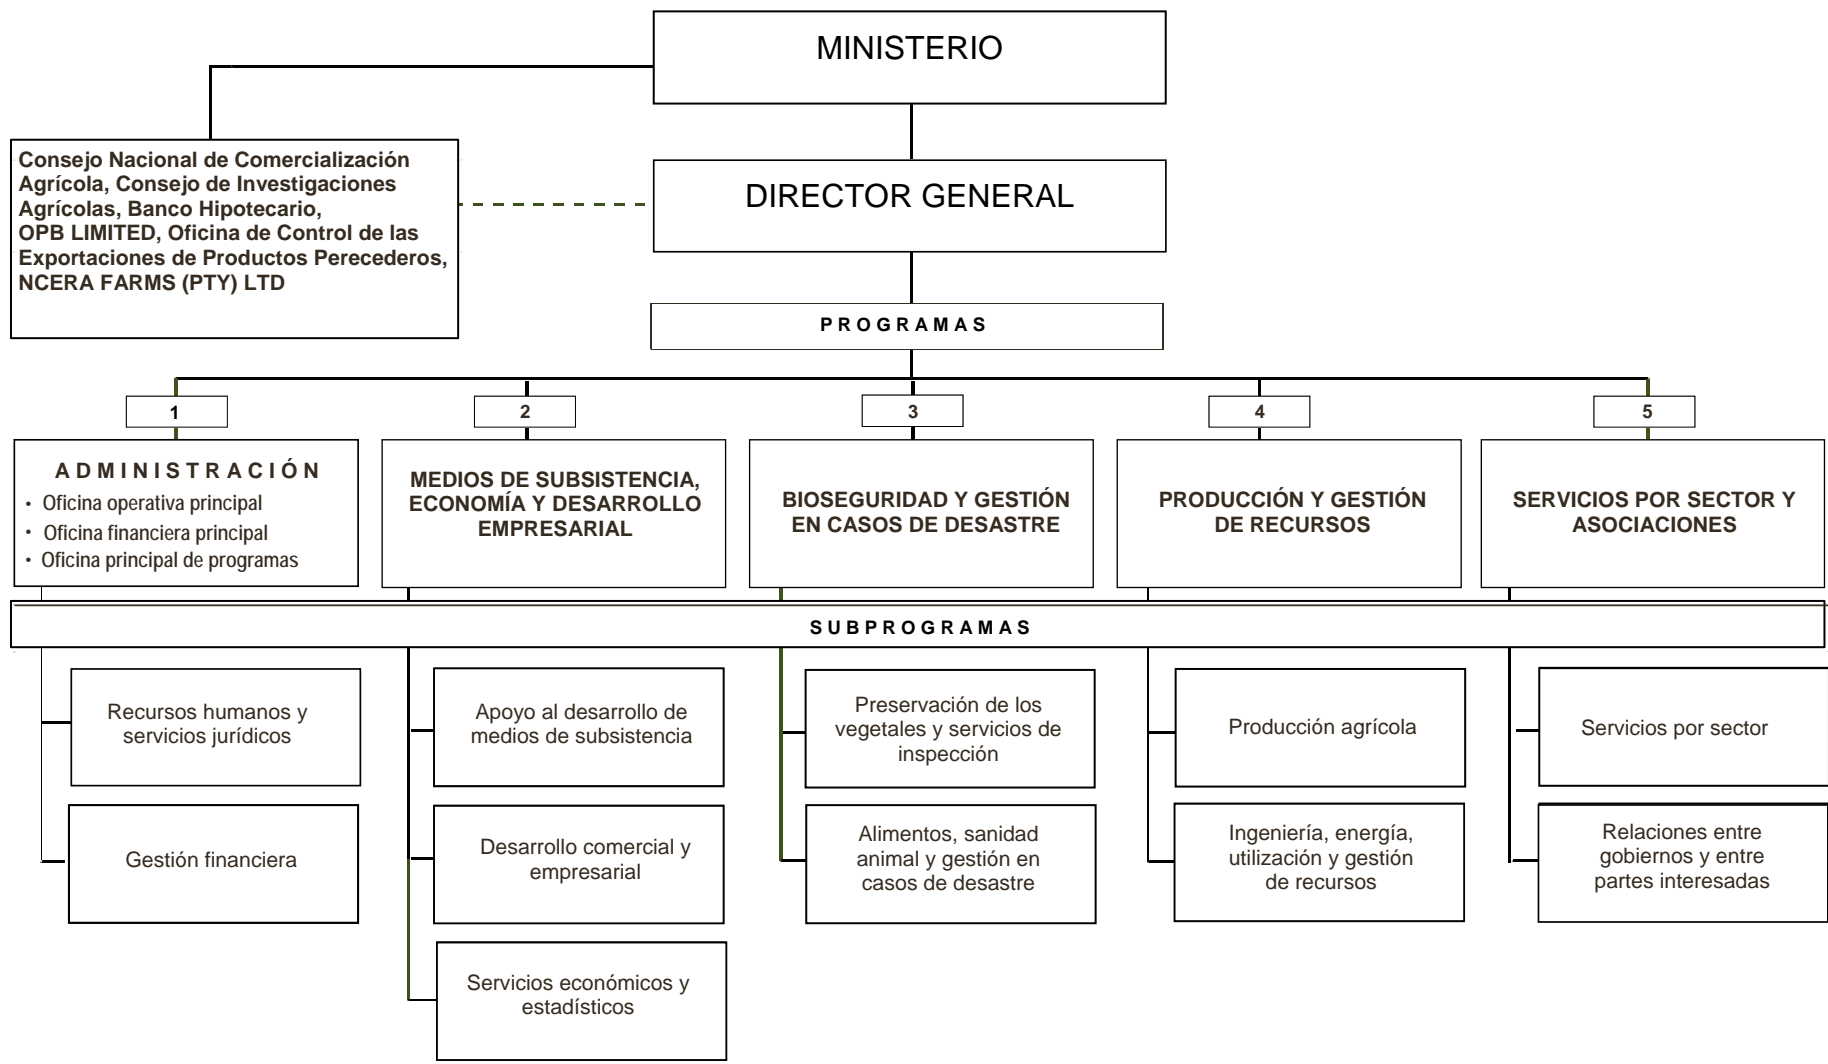 MINISTERIO
Consejo Nacional de Comercialización
Agrícola, Consejo de Investigaciones
Agrícolas, Banco Hipotecario,
OPB LIMITED, Oficina de Control de las
Exportaciones de Productos Perecederos,
NCERA FARMS (PTY) LTD
DIRECTOR GENERAL
PROGRAMAS
1
2
3
4
5
ADMINISTRACIÓN
• Oficina operativa principal
• Oficina financiera principal
• Oficina principal de programas
MEDIOS DE SUBSISTENCIA,
ECONOMÍA Y DESARROLLO
EMPRESARIAL
BIOSEGURIDAD Y GESTIÓN
EN CASOS DE DESASTRE
PRODUCCIÓN Y GESTIÓN
DE RECURSOS
SERVICIOS POR SECTOR Y
ASOCIACIONES
SUBPROGRAMAS
Recursos humanos y
servicios jurídicos
Apoyo al desarrollo de
medios de subsistencia
Preservación de los
vegetales y servicios de
inspección
Producción agrícola
Servicios por sector
Gestión financiera
Desarrollo comercial y
empresarial
Alimentos, sanidad
animal y gestión en
casos de desastre
Ingeniería, energía,
utilización y gestión
de recursos
Relaciones entre
gobiernos y entre
partes interesadas
Servicios económicos y
estadísticos